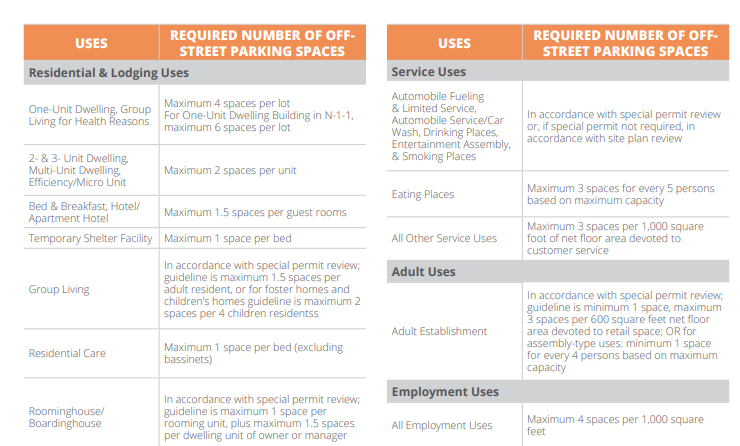 USES
REQUIRED NUMBER OF OFF-
STREET PARKING SPACES
Residential & Lodging Uses
One-Unit Dwelling, Group
Living for Health Reasons
Maximum 4 spaces per lot
For One-Unit Dwelling Building in N-1-1,
maximum 6 spaces per lot
2- & 3- Unit Dwelling,
Multi-Unit Dwelling,
Efficiency/Micro Unit
Maximum 2 spaces per unit
Bed & Breakfast, Hotel/
Apartment Hotel
Maximum 1.5 spaces per guest rooms
Temporary Shelter Facility
Maximum 1 space per bed
Group Living
In accordance with special permit review;
guideline is maximum 1.5 spaces per
adult resident, or for foster homes and
children's homes guideline is maximum 2
spaces per 4 children residentss
Residential Care
Maximum 1 space per bed (excluding
bassinets)
Roominghouse/
Boardinghouse
In accordance with special permit review;
guideline is maximum 1 space per
rooming unit, plus maximum 1.5 spaces
per dwelling unit of owner or manager
USES
REQUIRED NUMBER OF OFF-
STREET PARKING SPACES
Service Uses
Automobile Fueling
& Limited Service,
Automobile Service/Car
Wash, Drinking Places,
Entertainment Assembly,
& Smoking Places
In accordance with special permit review
or, if special permit not required, in
accordance with site plan review
Eating Places
Maximum 3 spaces for every 5 persons
based on maximum capacity
All Other Service Uses
Maximum 3 spaces per 1,000 square
foot of net floor area devoted to
customer service
Adult Uses
Adult Establishment
In accordance with special permit review;
guideline is minimum 1 space, maximum
3 spaces per 600 square feet net floor
area devoted to retail space; OR for
assembly-type uses: minimum 1 space
for every 4 persons based on maximum
capacity
Employment Uses
All Employment Uses
Maximum 4 spaces per 1,000 square
feet